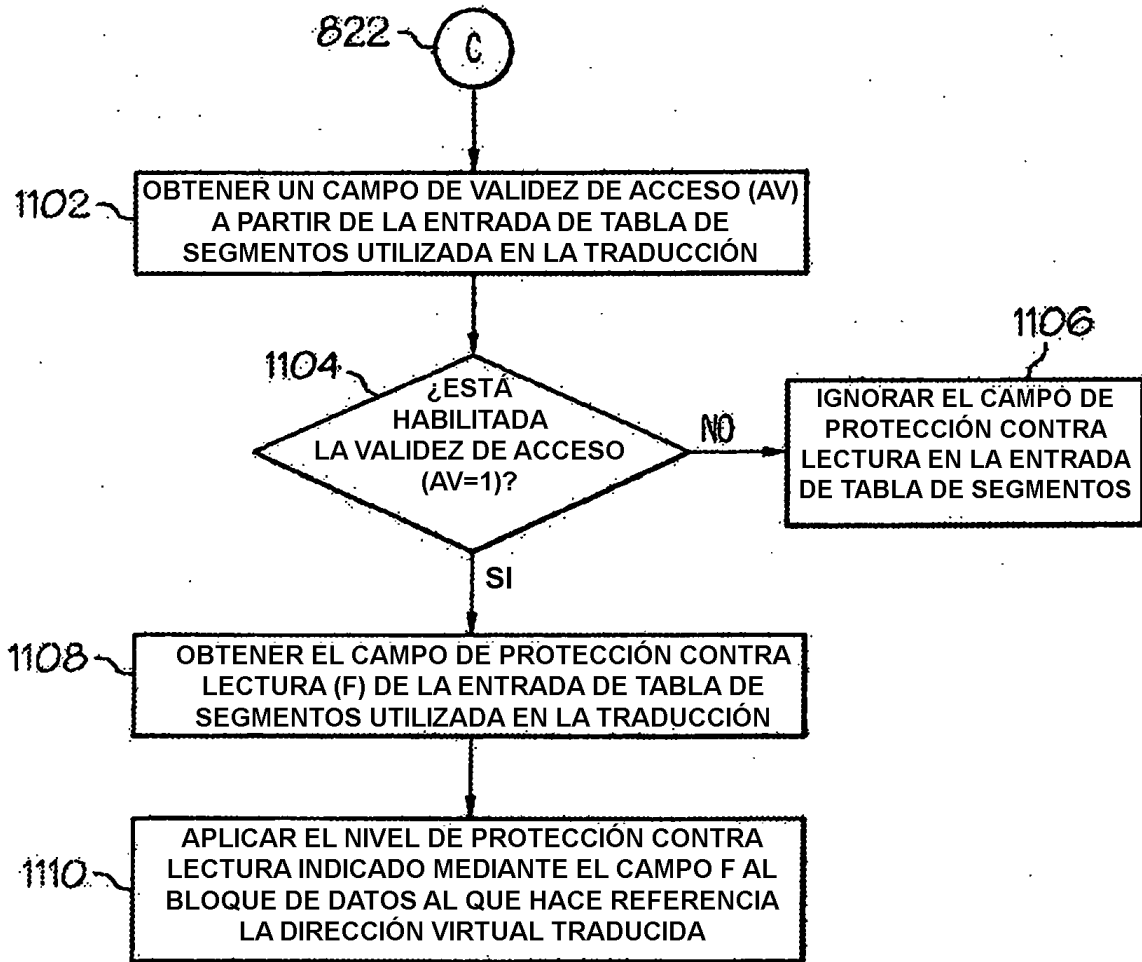 822
C
1102
OBTENER UN CAMPO DE VALIDEZ DE ACCESO (AV)
A PARTIR DE LA ENTRADA DE TABLA DE
SEGMENTOS UTILIZADA EN LA TRADUCCIÓN
1104
¿ESTÁ
HABILITADA
LA VALIDEZ DE ACCESO
(AV=1)?
NO
1106
IGNORAR EL CAMPO DE
PROTECCIÓN CONTRA
LECTURA EN LA ENTRADA
DE TABLA DE SEGMENTOS
SI
1108
OBTENER EL CAMPO DE PROTECCIÓN CONTRA
LECTURA (F) DE LA ENTRADA DE TABLA DE
SEGMENTOS UTILIZADA EN LA TRADUCCIÓN
1110
APLICAR EL NIVEL DE PROTECCIÓN CONTRA
LECTURA INDICADO MEDIANTE EL CAMPO F AL
BLOQUE DE DATOS AL QUE HACE REFERENCIA
LA DIRECCIÓN VIRTUAL TRADUCIDA